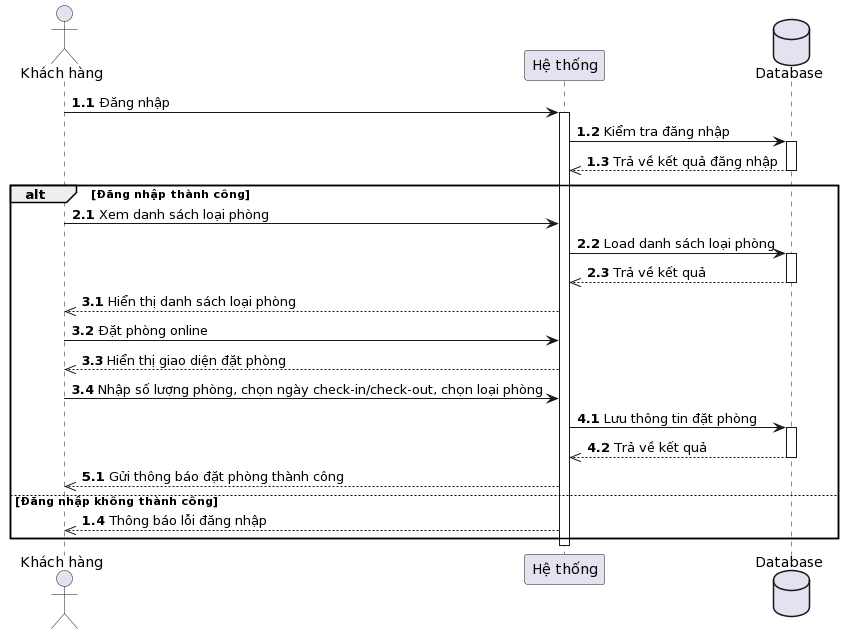 Khách hàng
Hệ thống
Database
1.1 Đăng nhập
1.2 Kiểm tra đăng nhập
1.3 Trả về kết quả đăng nhập
alt [Đăng nhập thành công]
2.1 Xem danh sách loại phòng
2.2 Load danh sách loại phòng
2.3 Trả về kết quả
3.1 Hiển thị danh sách loại phòng
3.2 Đặt phòng online
3.3 Hiển thị giao diện đặt phòng
3.4 Nhập số lượng phòng, chọn ngày check-in/check-out, chọn loại phòng
4.1 Lưu thông tin đặt phòng
4.2 Trả về kết quả
5.1 Gửi thông báo đặt phòng thành công
[Đăng nhập không thành công]
1.4 Thông báo lỗi đăng nhập
Khách hàng
Hệ thống
Database